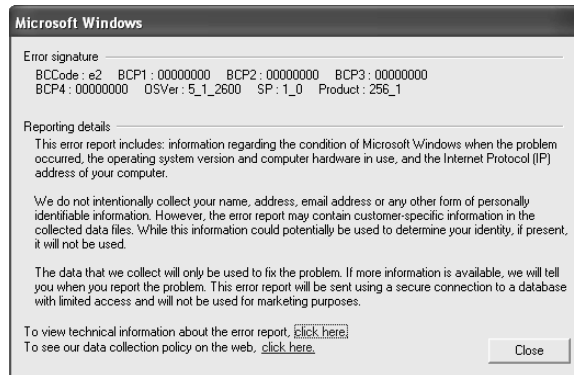 Microsoft Windows
Error signature
BCCode : e2 BCP1 : 00000000 BCP2 : 00000000 BCP3 : 00000000
BCP4 : 00000000 OSVer : 5_1_2600 SP : 1_0 Product : 256_1
Reporting details
This error report includes: information regarding the condition of Microsoft Windows when the problem
occurred, the operating system version and computer hardware in use, and the Internet Protocol (IP)
address of your computer.
We do not intentionally collect your name, address, email address or any other form of personally
identifiable information. However, the error report may contain customer-specific information in the
collected data files. While this information could potentially be used to determine your identity, if present,
it will not be used.
The data that we collect will only be used to fix the problem. If more information is available, we will tell
you when you report the problem. This error report will be sent using a secure connection to a database
with limited access and will not be used for marketing purposes.
To view technical information about the error report, click here.
To see our data collection policy on the web, click here.
Close